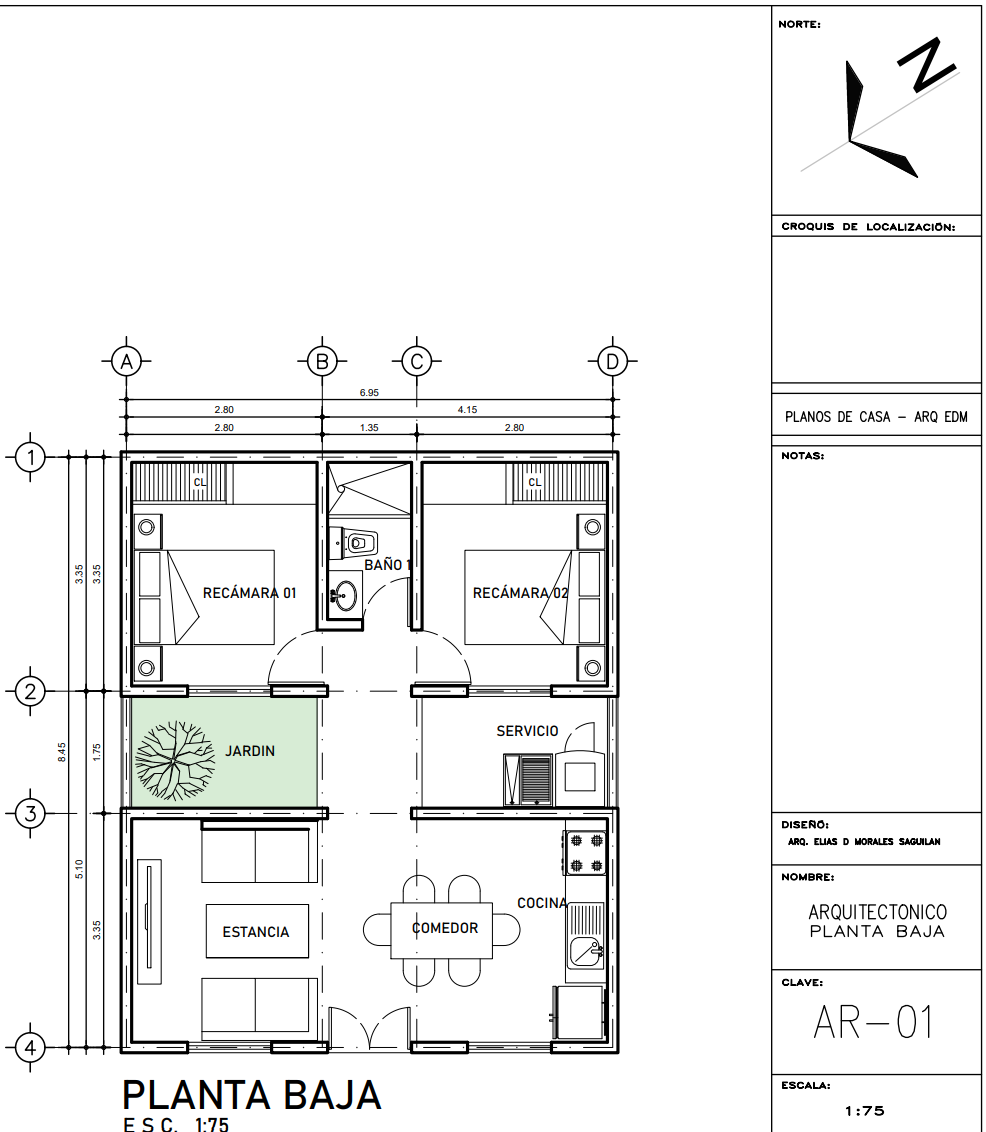 NORTE:
N
CROQUIS DE LOCALIZACIÓN:
PLANOS DE CASA - ARQ EDM
NOTAS:
A
B
C
D
6.95
2.80
4.15
2.80
1.35
2.80
1
2
3
4
3.35
3.35
8.45
1.75
5.10
3.35
CL
CL
BAÑO 1
RECÁMARA 01
RECÁMARA 02
SERVICIO
JARDIN
COCINA
COMEDOR
ESTANCIA
PLANTA BAJA
ESC. 1:75
DISEÑO:
ARQ. ELIAS D MORALES SAGUILAN
NOMBRE:
ARQUITECTONICO
PLANTA BAJA
CLAVE:
AR-01
ESCALA:
1:75